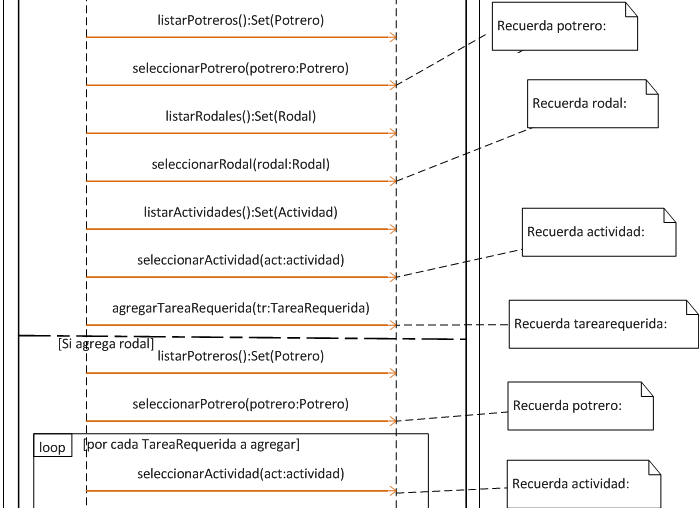 listarPotreros():Set(Potrero)
Recuerda potrero:
seleccionarPotrero(potrero:Potrero)
listarRodales():Set(Rodal)
Recuerda rodal:
seleccionarRodal(rodal:Rodal)
listarActividades():Set(Actividad)
Recuerda actividad:
seleccionarActividad(act:actividad)
agregarTareaRequerida(tr:TareaRequerida)
Recuerda tarearequerida:
[Si agrega rodal]
listarPotreros():Set(Potrero)
seleccionarPotrero(potrero:Potrero)
Recuerda potrero:
loop [por cada TareaRequerida a agregar]
seleccionarActividad(act:actividad)
Recuerda actividad: